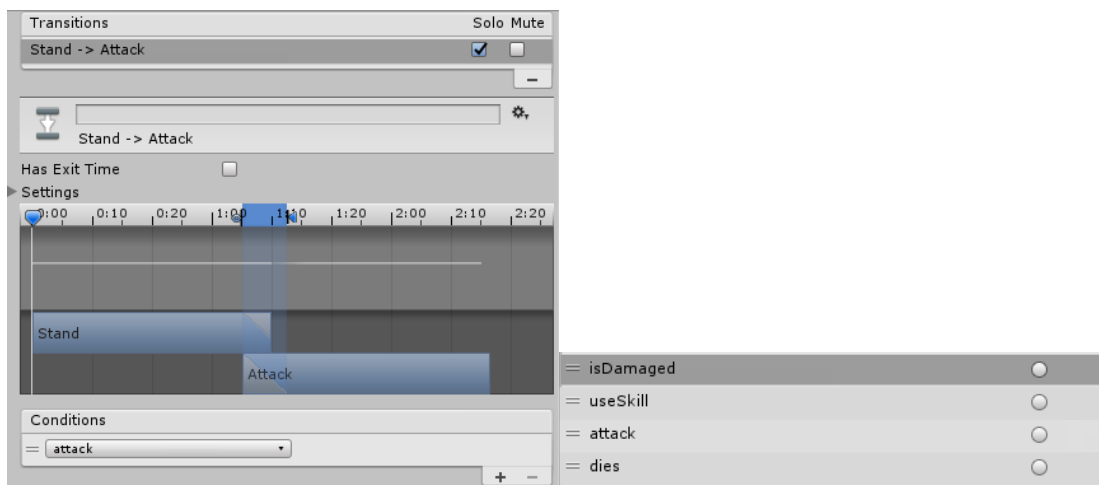 Transitions Solo Mute
Stand -> Attack
Stand -> Attack
Has Exit Time
Settings
0:00 0:10 0:20 1:00 1:10 1:20 2:00 2:10 2:20
Stand
Attack
Conditions
attack
isDamaged
useSkill
attack
dies